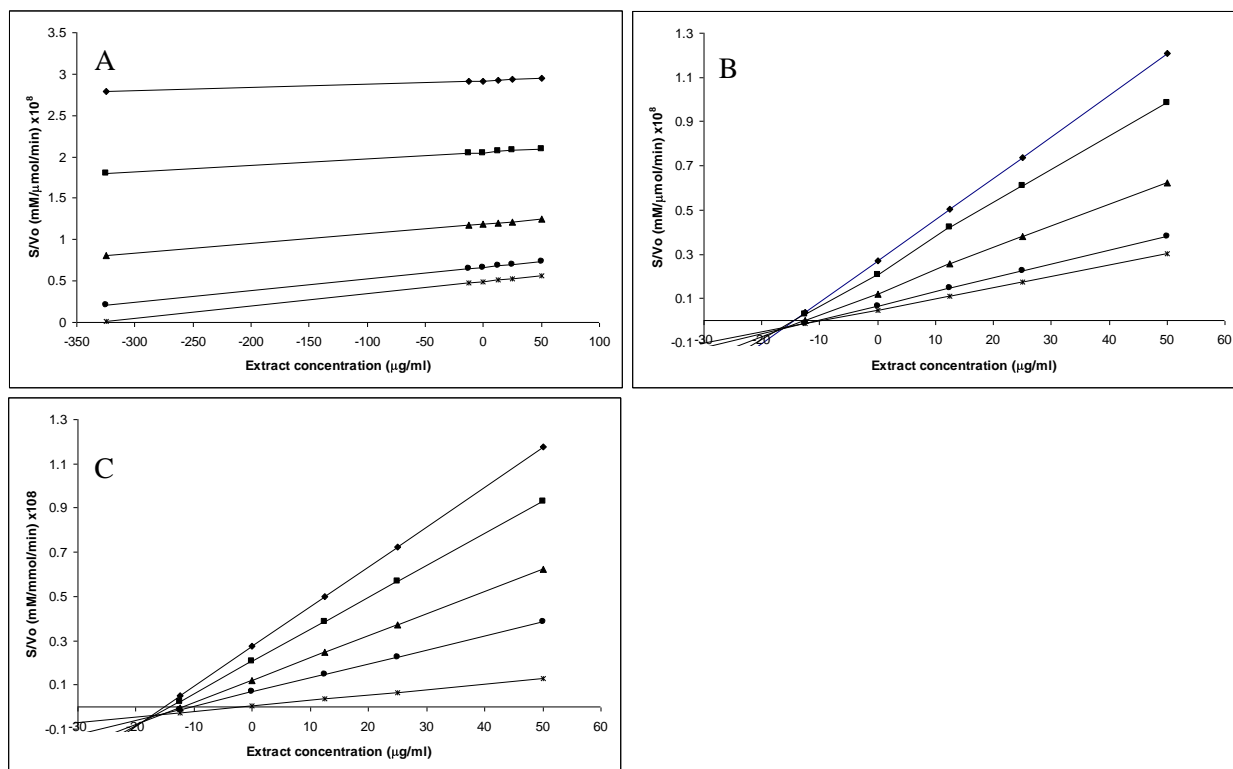 A
3.5
3
2.5
2
1.5
1
0.5
0
-350 -300 -250 -200 -150 -100 -50 0 50 100
S/Vo (mM/μmol/min) x10⁸
Extract concentration (μg/ml)
B
1.3
1.1
0.9
0.7
0.5
0.3
0.1
-0.1
-30 -20 -10 0 10 20 30 40 50 60
S/Vo (mM/μmol/min) x10⁸
Extract concentration (μg/ml)
C
1.3
1.1
0.9
0.7
0.5
0.3
0.1
-0.1
-30 -20 -10 0 10 20 30 40 50 60
S/Vo (mM/mmol/min) x108
Extract concentration (μg/ml)